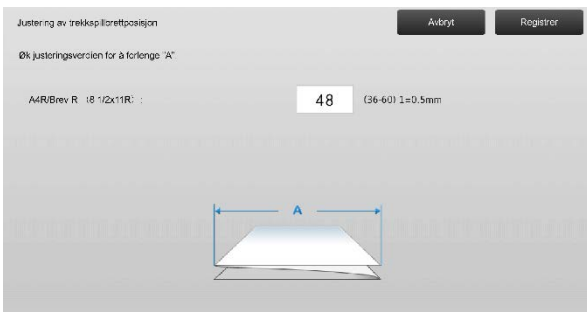 Justering av trekkspillbrettposisjon
Avbryt
Registrer
Øk justeringsverdien for å forlenge "A"
A4R/Brev R (8 1/2x11R) :
48
(36-60) 1=0.5mm
A